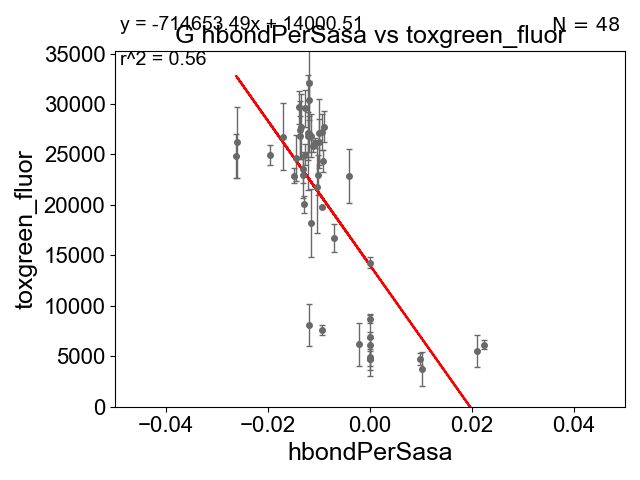 y = -714653.49x + 14000.51
N = 48
G hbondPerSasa vs toxgreen_fluor
r^2 = 0.56
35000
30000
25000
20000
15000
10000
5000
0
toxgreen_fluor
−0.04 −0.02 0.00 0.02 0.04
hbondPerSasa